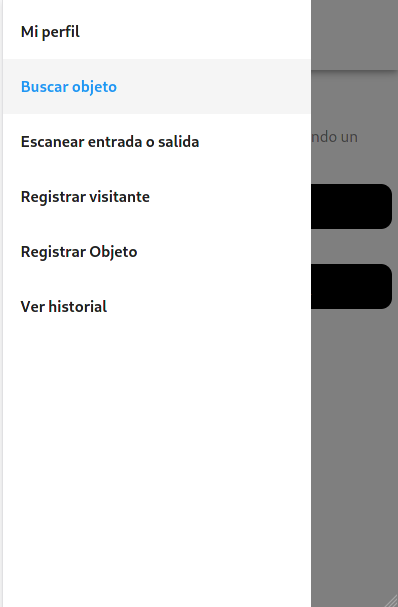 Mi perfil
Buscar objeto
Escanear entrada o salida
ndo un
Registrar visitante
Registrar Objeto
Ver historial